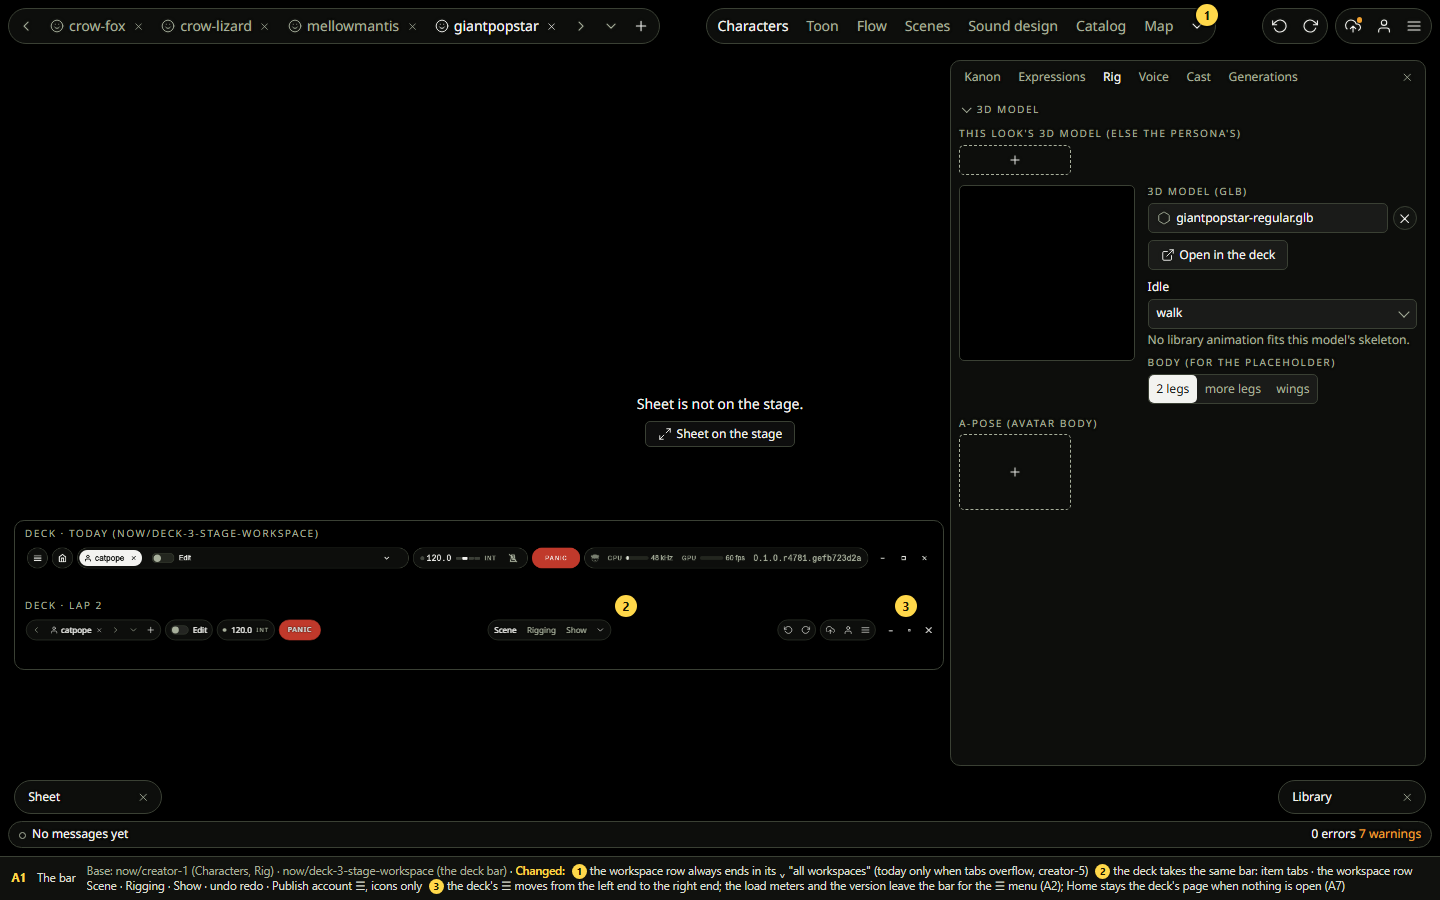 crow-fox crow-lizard mellowmantis giantpopstar Characters Toon Flow Scenes Sound design Catalog Map 1
Kanon Expressions Rig Voice Cast Generations
3D MODEL
THIS LOOK'S 3D MODEL (ELSE THE PERSONA'S)
3D MODEL (GLB)
giantpopstar-regular.glb
Open in the deck
Idle
walk
No library animation fits this model's skeleton.
BODY (FOR THE PLACEHOLDER)
2 legs more legs wings
A-POSE (AVATAR BODY)
Sheet is not on the stage.
Sheet on the stage
DECK · TODAY (NOW/DECK-3-STAGE-WORKSPACE)
catpope Edit 120.0 INT PANIC CPU 48 kHz GPU 60 fps 0.1.0.r4781.gefb723d2a
DECK · LAP 2 2 3
catpope Edit 120.0 INT PANIC Scene Rigging Show
Sheet Library
No messages yet 0 errors 7 warnings
A1 The bar
Base: now/creator-1 (Characters, Rig) · now/deck-3-stage-workspace (the deck bar) · Changed: 1 the workspace row always ends in its ⌄ "all workspaces" (today only when tabs overflow, creator-5) 2 the deck takes the same bar: item tabs · the workspace row
Scene · Rigging · Show · undo redo · Publish account ☰, icons only 3 the deck's ☰ moves from the left end to the right end; the load meters and the version leave the bar for the ☰ menu (A2); Home stays the deck's page when nothing is open (A7)